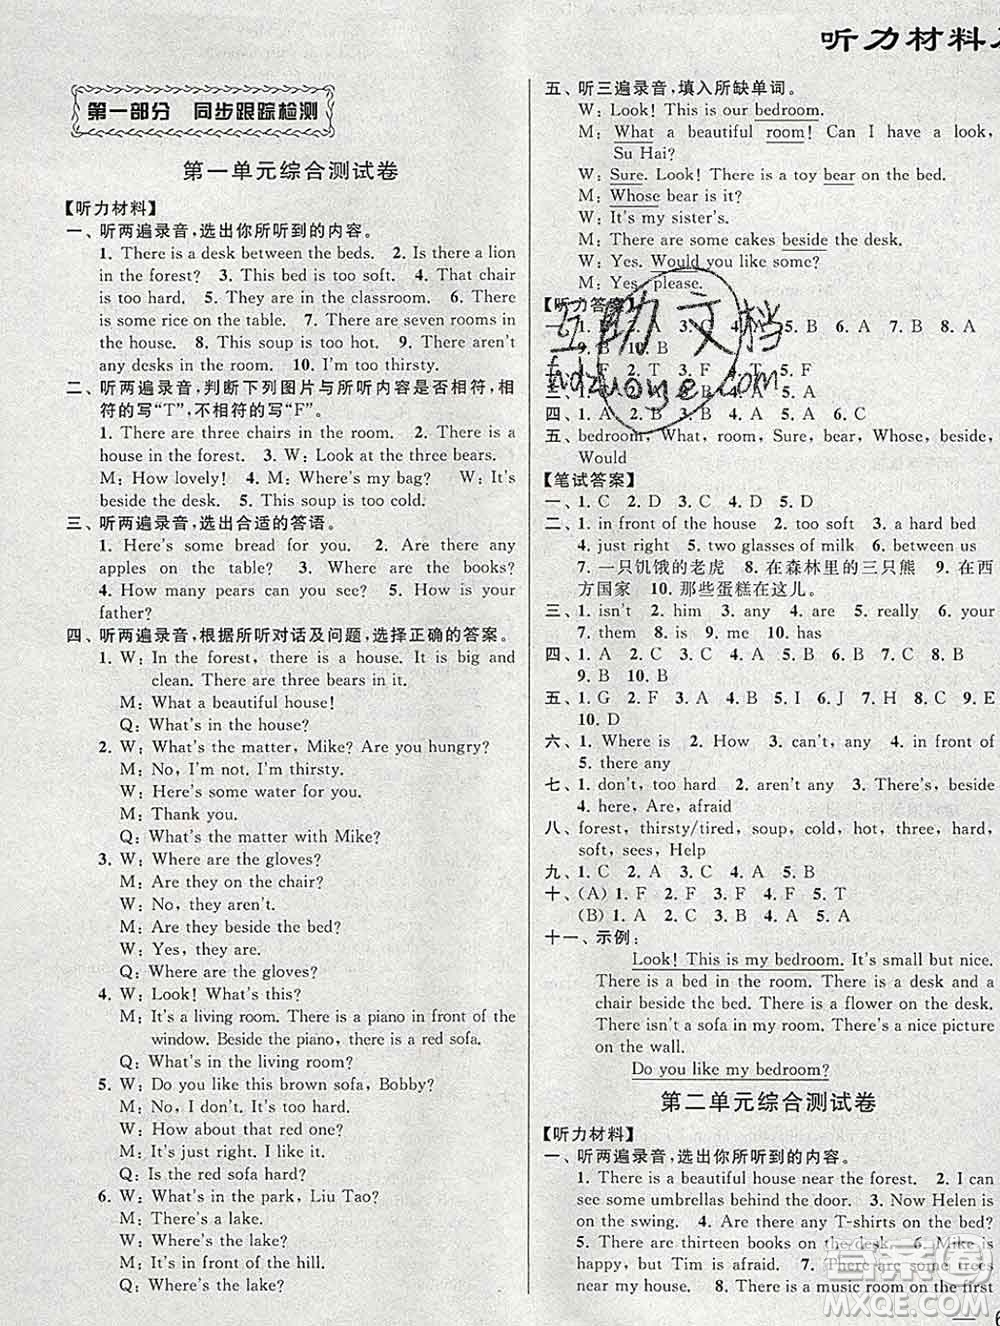 听力材料及
第一部分 同步跟踪检测
第一单元综合测试卷
【听力材料】
一、听两遍录音,选出你所听到的内容。
1. There is a desk between the beds. 2. Is there a lion
in the forest? 3. This bed is too soft. 4. That chair
is too hard. 5. They are in the classroom. 6. There
is some rice on the table. 7. There are seven rooms in
the house. 8. This soup is too hot. 9. There aren't
any desks in the house. 10. I'm too thirsty.
二、听两遍录音,判断下列图片与所听内容是否相符,相
符的写"T",不相符的写"F"。
1. There are three chairs in the room. 2. There is a
house in the forest. 3. W: Look at the three bears.
M: How lovely! 4. M: Where's my bag? W: It's
beside the desk. 5. This soup is too cold.
三、听两遍录音,选出合适的答语。
1. Here's some bread for you. 2. Are there any
apples on the table? 3. Where are the books?
4. How many pears can you see? 5. How is your
father?
四、听两遍录音,根据所听对话及问题,选择正确的答案。
1. W: In the forest, there is a house. It is big and
clean. There are three bears in it.
M: What a beautiful house!
Q: What's in the house?
2. W: What's the matter, Mike? Are you hungry?
M: No, I'm not. I'm thirsty.
W: Here's some water for you.
M: Thank you.
Q: What's the matter with Mike?
3. W: Where are the gloves?
M: Are they on the chair?
W: No, they aren't.
M: Are they beside the bed?
W: Yes, they are.
Q: Where are the gloves?
4. W: Look! What's this?
M: It's a living room. There is a piano in front of the
window. Beside the piano, there is a red sofa.
Q: What's in the living room?
5. W: Do you like this brown sofa, Bobby?
M: No, I don't. It's too hard.
W: How about that red one?
M: It's just right. I like it.
Q: Is the red sofa hard?
6. W: What's in the park, Liu Tao?
M: There's a lake.
W: Where's the lake?
M: It's in front of the hill.
Q: Where's the lake?
五、听三遍录音,填入所缺单词。
W: Look! This is our bedroom.
M: What a beautiful room! Can I have a look,
Su Hai?
W: Sure. Look! There is a toy bear on the bed.
M: Whose bear is it?
W: It's my sister's.
M: There are some cakes beside the desk.
W: Yes. Would you like some?
M: Yes, please.
【听力答案】
一、1. B 2. A 3. C 4. A 5. B 6. A 7. B 8. A
9. B 10. B
F 2. T 3. F 4. T 5. F
三、 B 4. A 5. A
四、1. A 2. B 3. B 4. A 5. A 6. C
五、bedroom, What, room, Sure, bear, Whose, beside,
Would
【笔试答案】
一、1. C 2. D 3. C 4. A 5. D
二、1. in front of the house 2. too soft 3. a hard bed
4. just right 5. two glasses of milk 6. between us
7. 一只饥饿的老虎 8. 在森林里的三只熊 9. 在西
方国家 10. 那些蛋糕在这儿。
三、1. isn't 2. him 3. any 4. are 5. really 6. your
7. them 8. is 9. me 10. has
四、1. A 2. C 3. C 4. A 5. B 6. C 7. C 8. B
9. B 10. B
五、1. G 2. F 3. A 4. B 5. I 6. J 7. H 8. C 9. E
10. D
六、1. Where is 2. How 3. can't, any 4. in front of
5. there any
七、1. don't, too hard 2. aren't any 3. There's, beside
4. here, Are, afraid
八、forest, thirsty/tired, soup, cold, hot, three, hard,
soft, sees, Help
九、1. C 2. A 3. C 4. A 5. B
十、(A) 1. F 2. F 3. F 4. F 5. T
(B) 1. A 2. B 3. B 4. A 5. A
十一、示例:
Look! This is my bedroom. It's small but nice.
There is a bed in the room. There is a desk and a
chair beside the bed. There is a flower on the desk.
There isn't a sofa in my room. There is a nice picture
on the wall.
Do you like my bedroom?
第二单元综合测试卷
【听力材料】
一、听两遍录音,选出你所听到的内容。
1. There is a beautiful house near the forest. 2. I can
see some umbrellas behind the door. 3. Now Helen is
on the swing. 4. Are there any T-shirts on the bed?
5. There are thirteen books on the desk. 6. Mike is
happy, but Tim is afraid. 7. There are some trees
near my house. 8. There is a music room on the first
互助文档
hdzuoye.com
答案圈
MXQE.COM
— 6